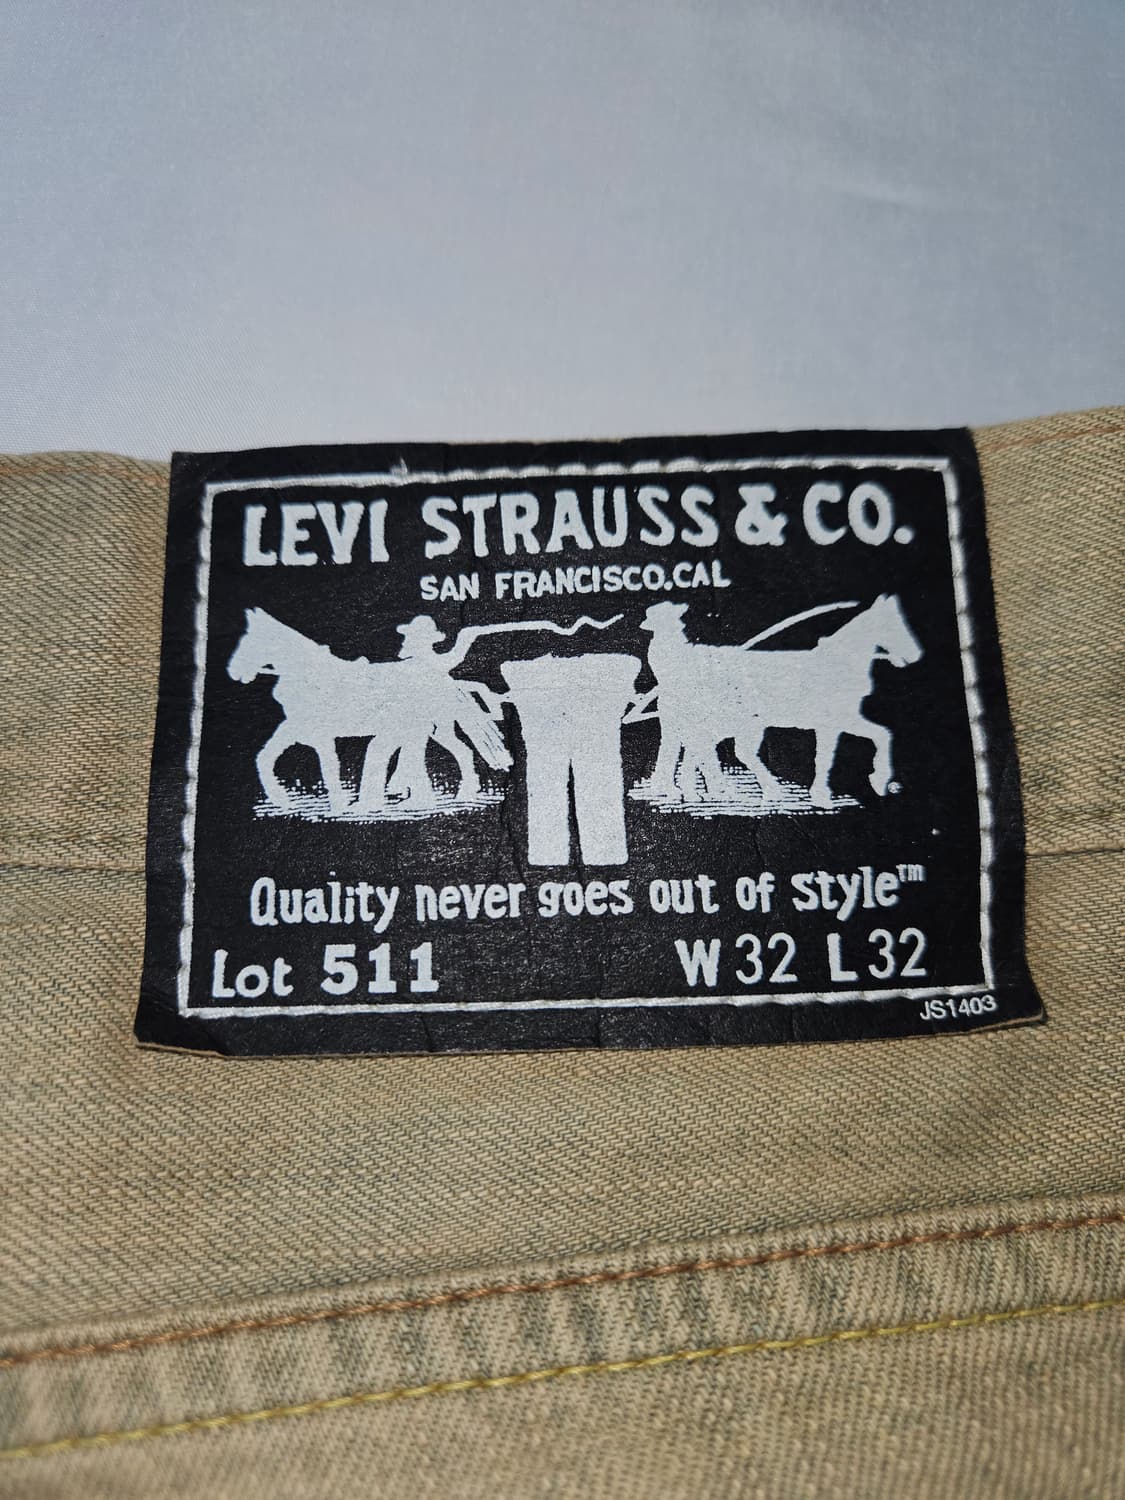 LEVI STRAUSS & CO.
SAN FRANCISCO.CAL
Quality never goes out of style™
Lot 511 W 32 L 32
JS1403